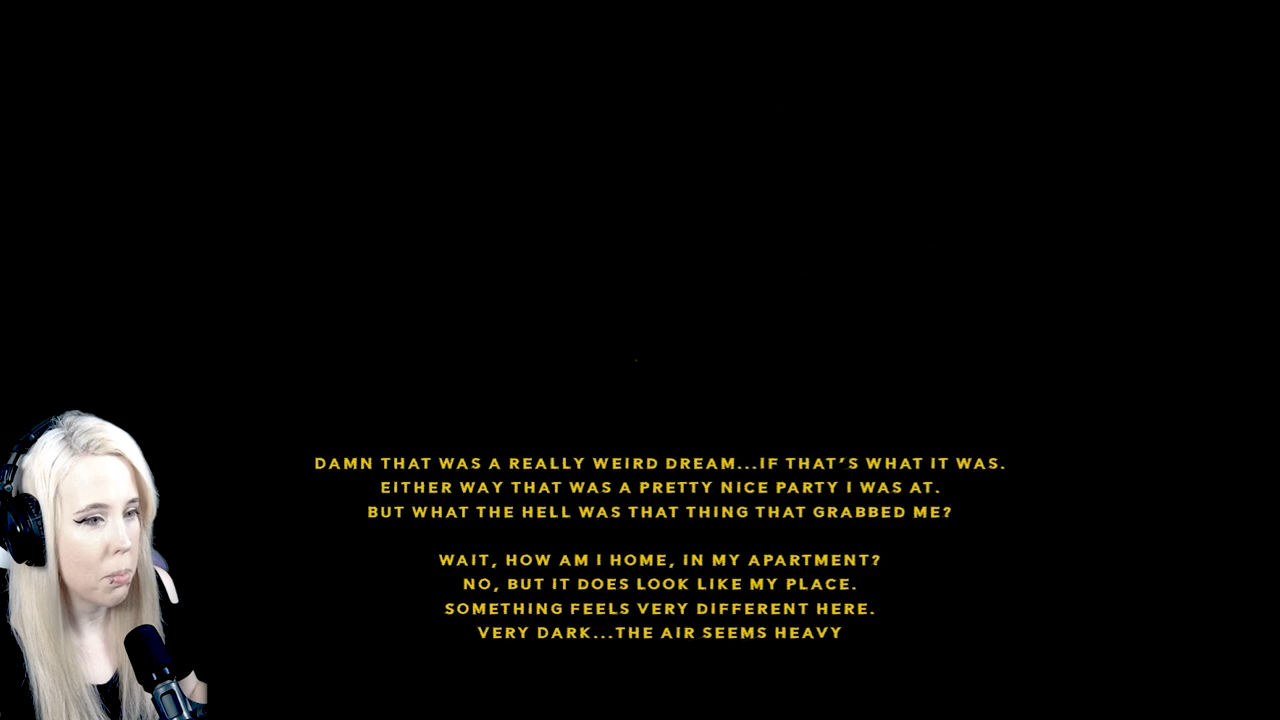 DAMN THAT WAS A REALLY WEIRD DREAM...IF THAT'S WHAT IT WAS.
EITHER WAY THAT WAS A PRETTY NICE PARTY I WAS AT.
BUT WHAT THE HELL WAS THAT THING THAT GRABBED ME?
WAIT, HOW AM I HOME, IN MY APARTMENT?
NO, BUT IT DOES LOOK LIKE MY PLACE.
SOMETHING FEELS VERY DIFFERENT HERE.
VERY DARK...THE AIR SEEMS HEAVY